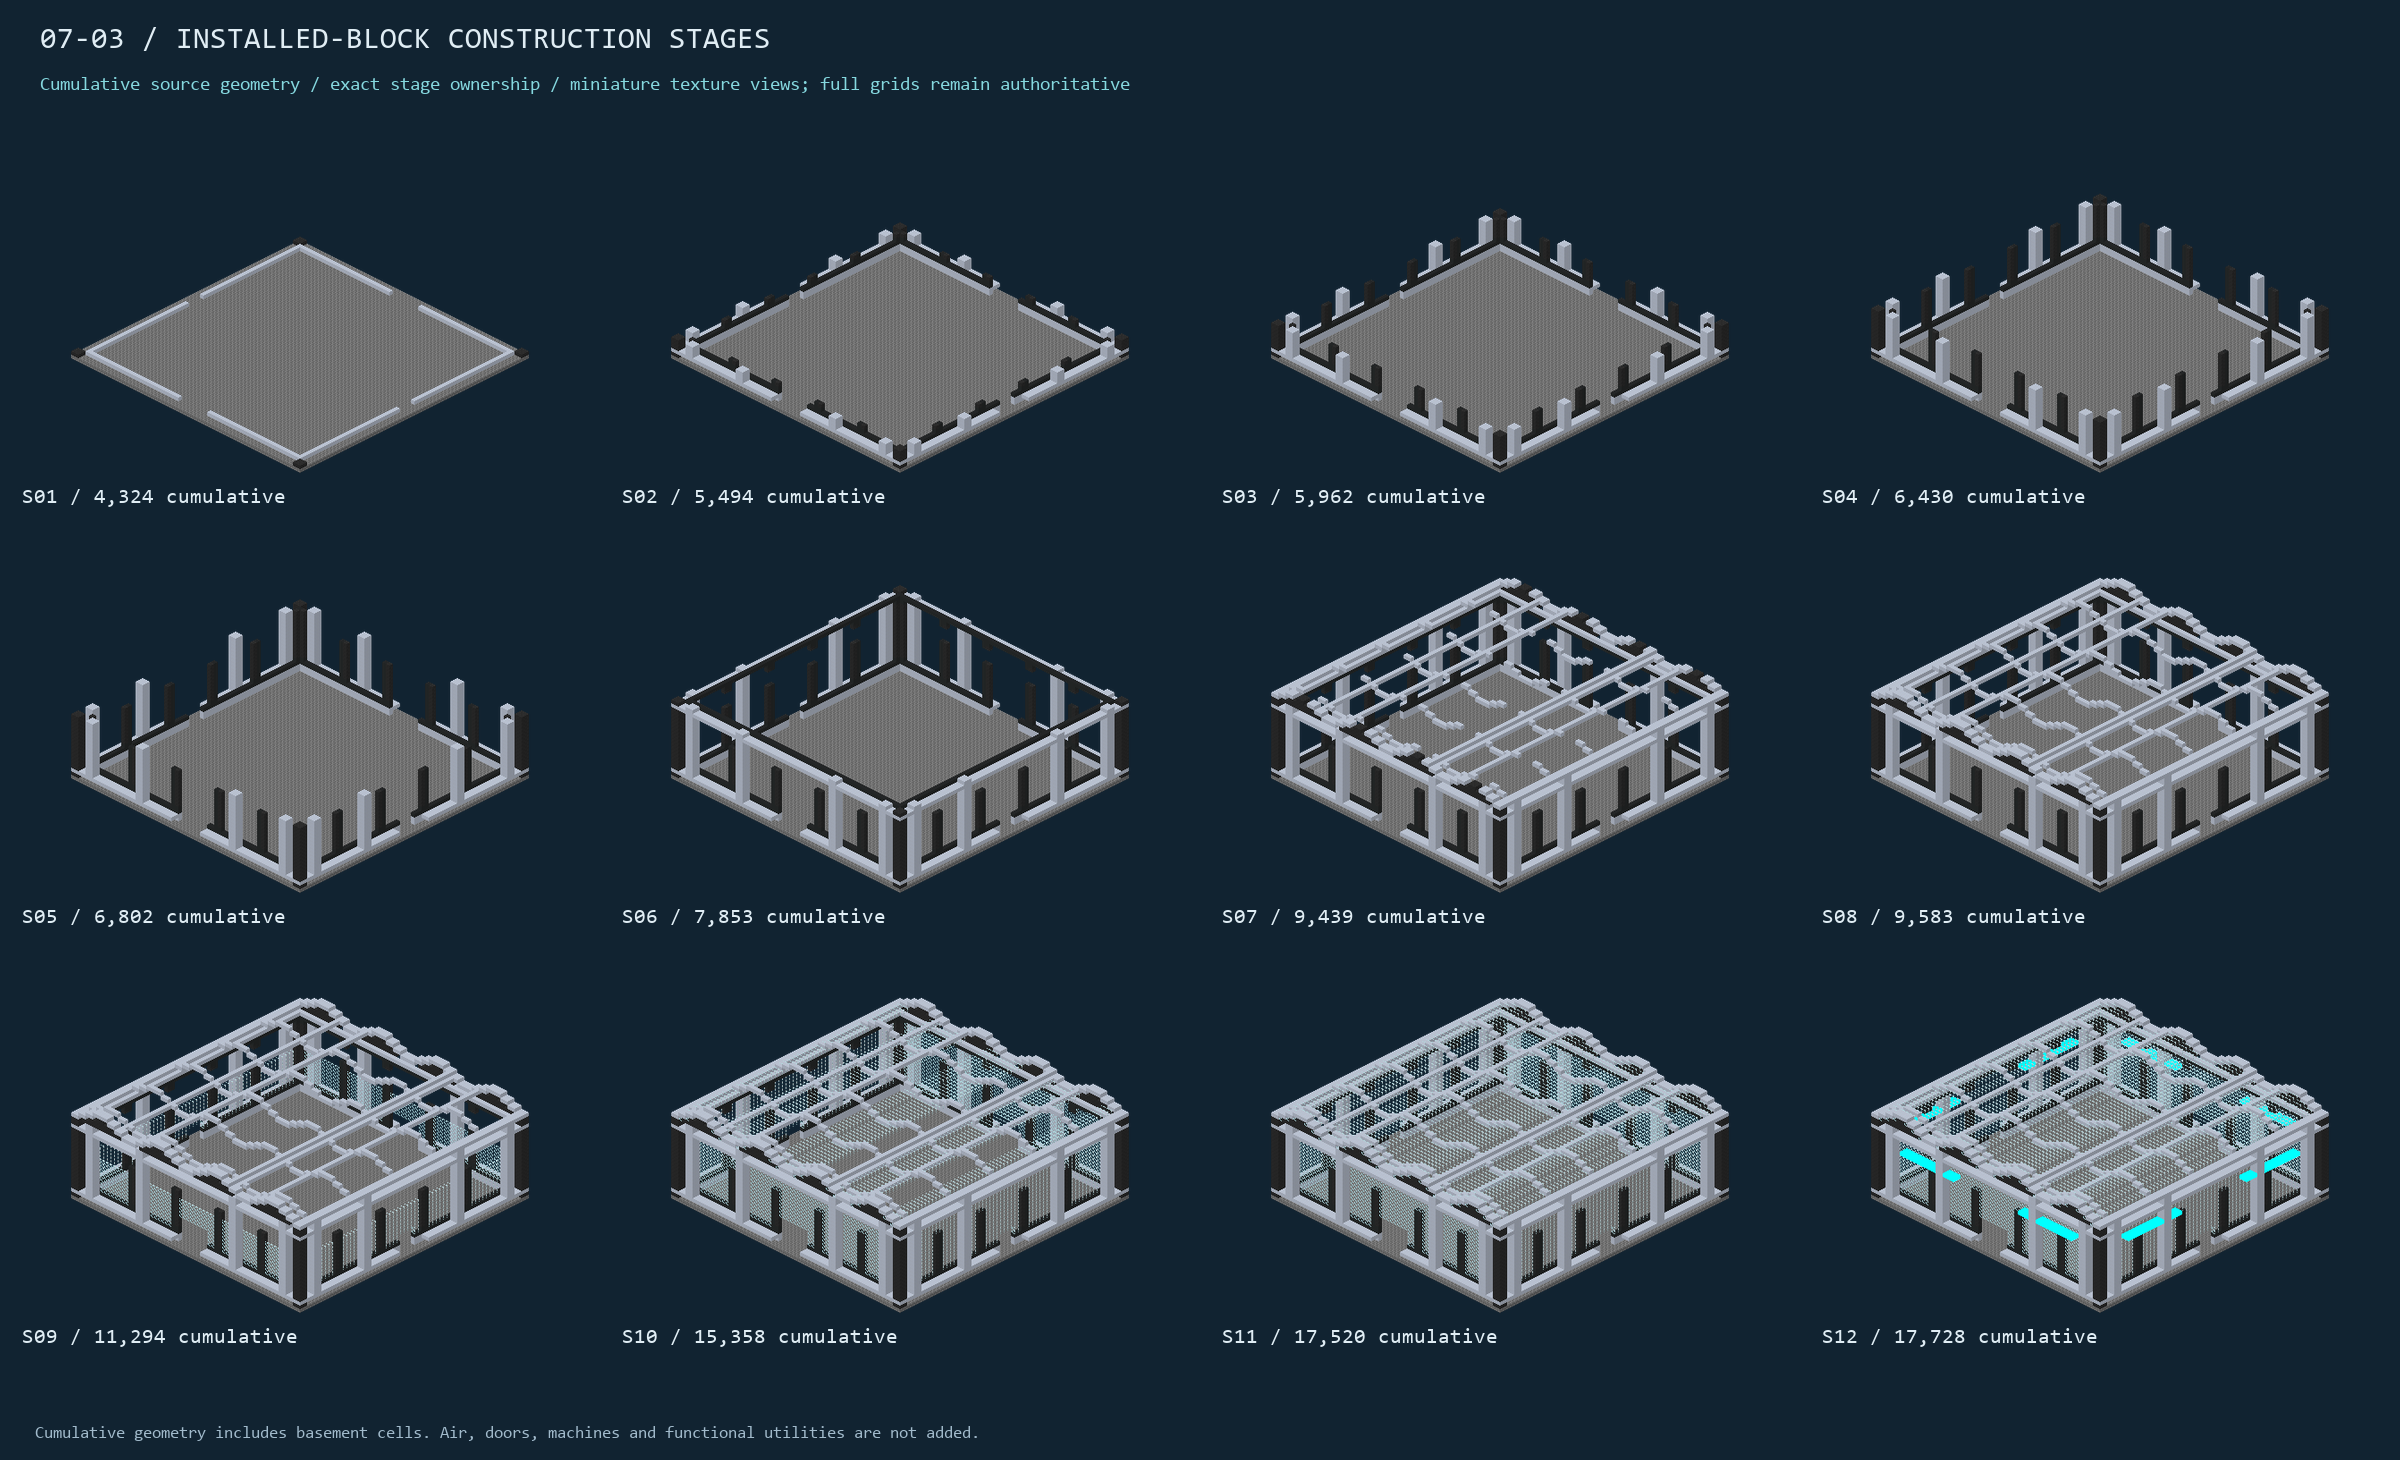 07-03 / INSTALLED-BLOCK CONSTRUCTION STAGES
Cumulative source geometry / exact stage ownership / miniature texture views; full grids remain authoritative
S01 / 4,324 cumulative
S02 / 5,494 cumulative
S03 / 5,962 cumulative
S04 / 6,430 cumulative
S05 / 6,802 cumulative
S06 / 7,853 cumulative
S07 / 9,439 cumulative
S08 / 9,583 cumulative
S09 / 11,294 cumulative
S10 / 15,358 cumulative
S11 / 17,520 cumulative
S12 / 17,728 cumulative
Cumulative geometry includes basement cells. Air, doors, machines and functional utilities are not added.